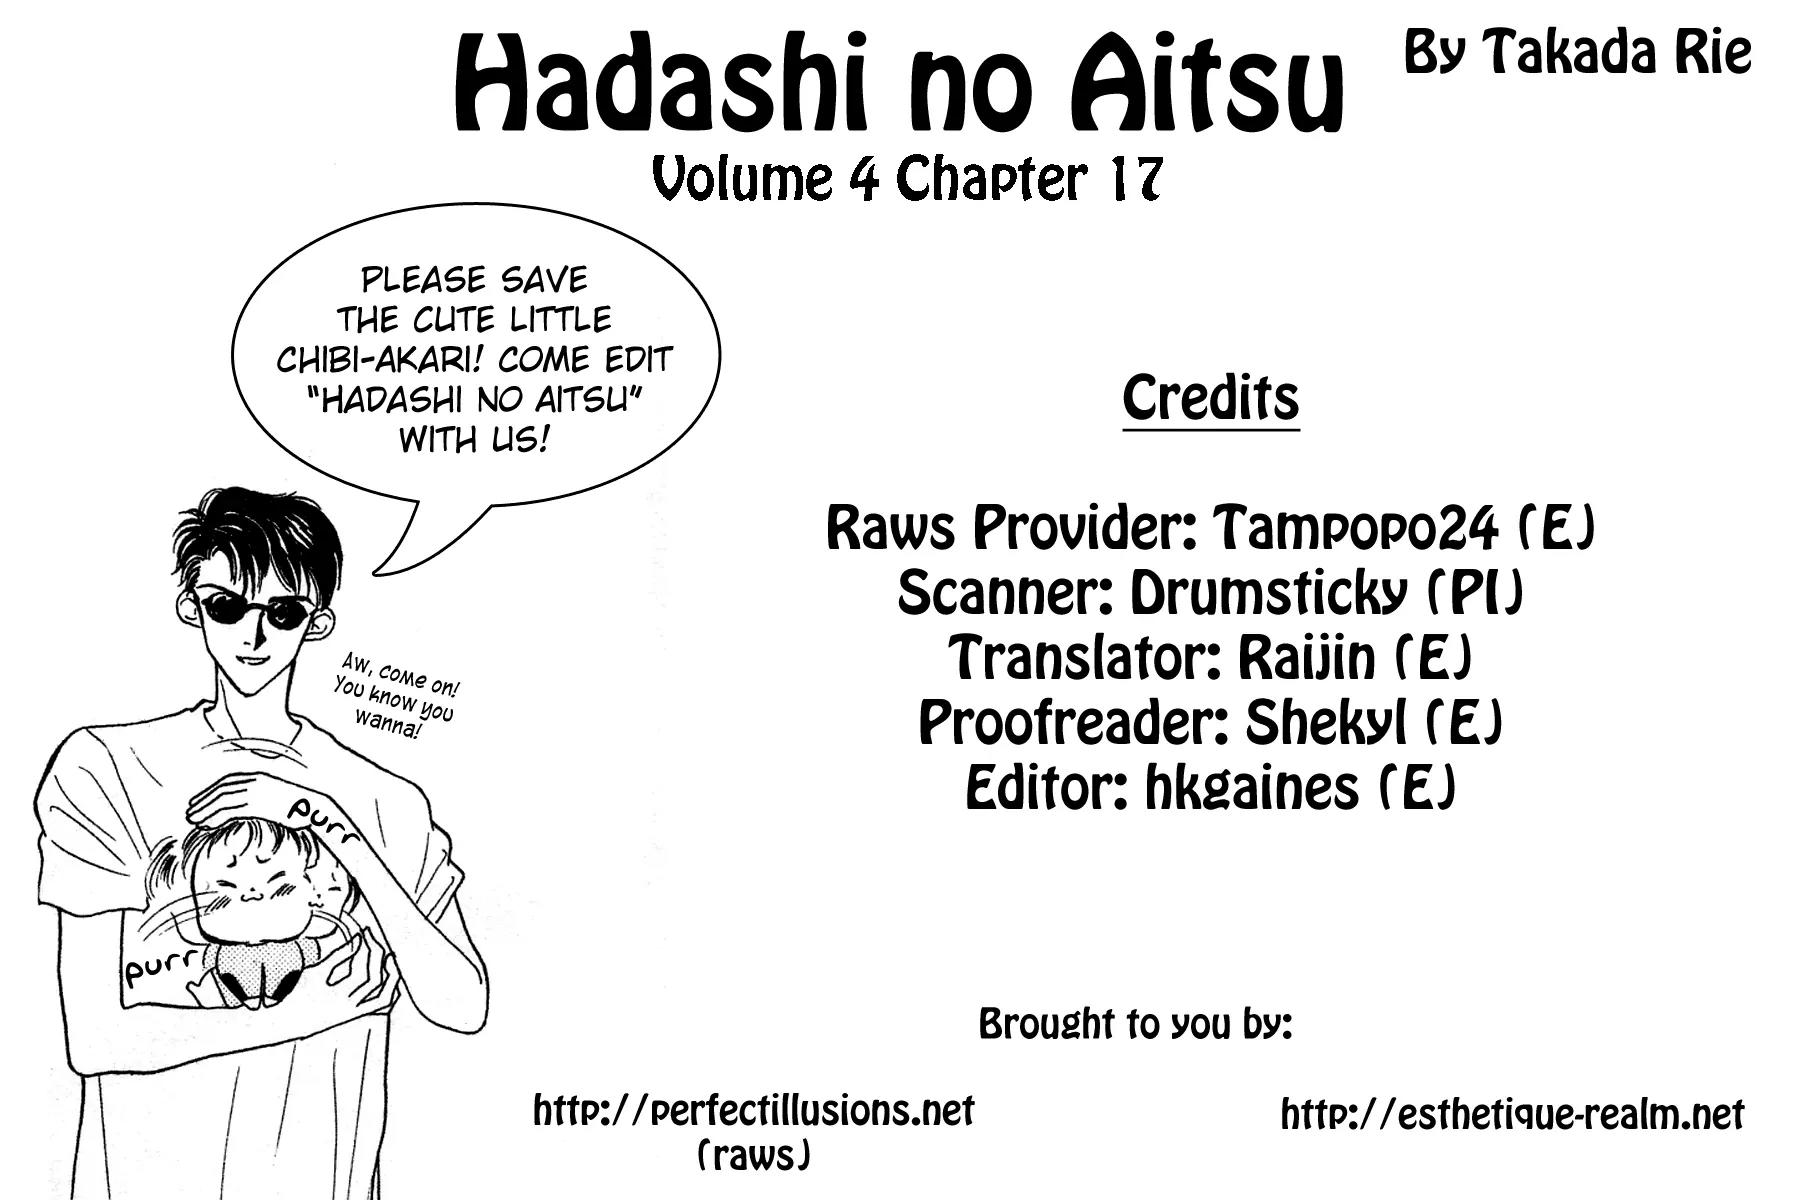 Hadashi no Aitsu
By Takada Rie
Volume 4 Chapter 17
PLEASE SAVE
THE CUTE LITTLE
CHIBI-AKARI! COME EDIT
"HADASHI NO AITSU"
WITH US!
Aw, come on!
You know you
wanna!
purr
purr
Credits
Raws Provider: Tampopo24 (E)
Scanner: Drumsticky (PI)
Translator: Raijin (E)
Proofreader: Shekyl (E)
Editor: hkgaines (E)
Brought to you by:
http://perfectillusions.net
(raws)
http://esthetique-realm.net